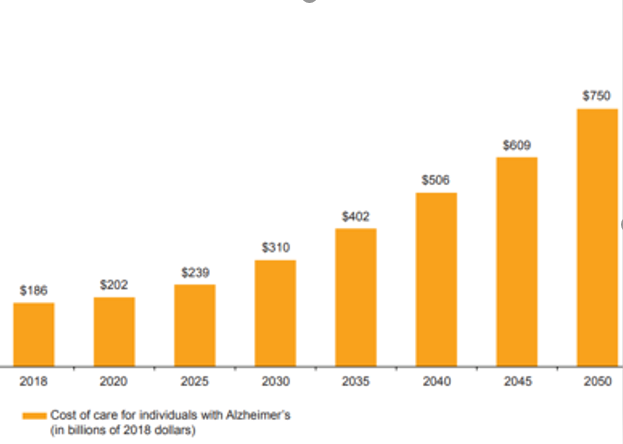 $750
$609
$506
$402
$310
$239
$202
$186
2018 2020 2025 2030 2035 2040 2045 2050
Cost of care for individuals with Alzheimer's
(in billions of 2018 dollars)